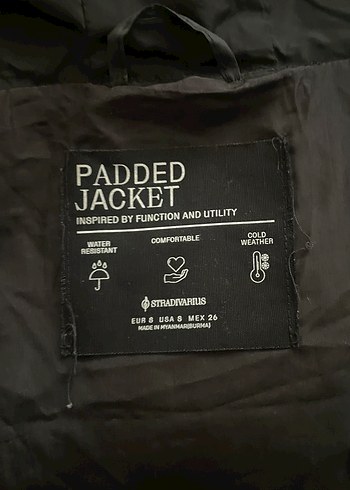 PADDED
JACKET
INSPIRED BY FUNCTION AND UTILITY
WATER
RESISTANT
COMFORTABLE
COLD
WEATHER
STRADIVARIUS
EUR S USA S MEX 26
MADE IN MYANMAR(BURMA)